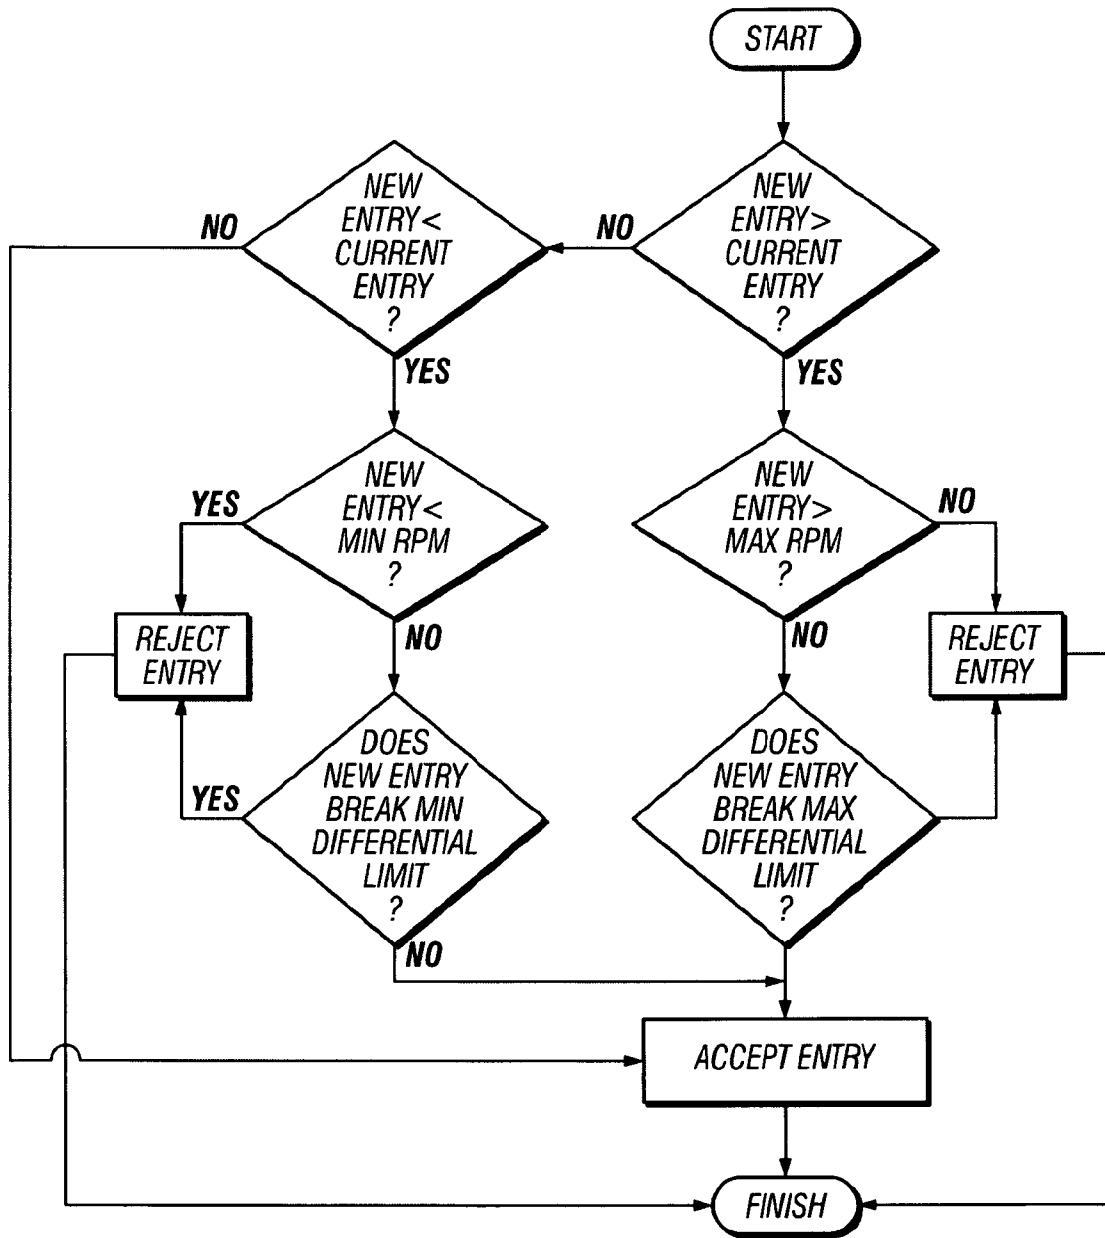 START
NEW
ENTRY<
CURRENT
ENTRY
?
NO
YES
NEW
ENTRY>
CURRENT
ENTRY
?
NO
YES
NEW
ENTRY<
MIN RPM
?
YES
NO
NEW
ENTRY>
MAX RPM
?
NO
NO
REJECT
ENTRY
REJECT
ENTRY
DOES
NEW ENTRY
BREAK MIN
DIFFERENTIAL
LIMIT
?
YES
NO
DOES
NEW ENTRY
BREAK MAX
DIFFERENTIAL
LIMIT
?
ACCEPT ENTRY
FINISH